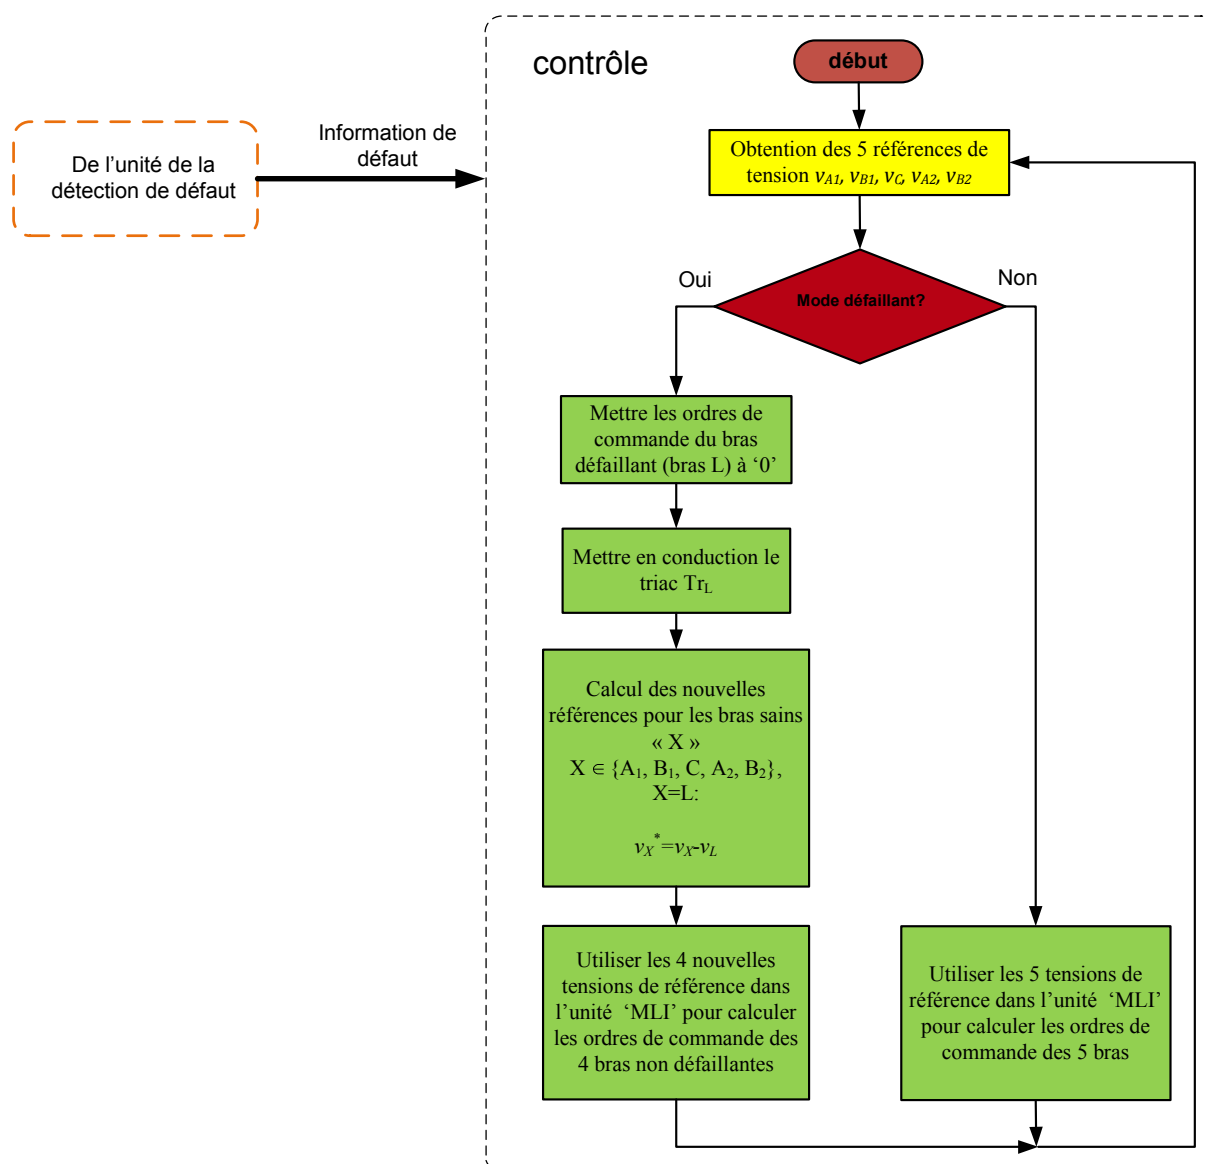 contrôle
début
De l'unité de la
détection de défaut
Information de
défaut
Obtention des 5 références de
tension vA1, vB1, vC, vA2, vB2
Oui
Non
Mode défaillant?
Mettre les ordres de
commande du bras
défaillant (bras L) à ‘0’
Mettre en conduction le
triac TrL
Calcul des nouvelles
références pour les bras sains
« X »
X ∈ {A1, B1, C, A2, B2},
X=L:
vX*=vX-vL
Utiliser les 4 nouvelles
tensions de référence dans
l’unité ‘MLI’ pour calculer
les ordres de commande des
4 bras non défaillantes
Utiliser les 5 tensions de
référence dans l’unité ‘MLI’
pour calculer les ordres de
commande des 5 bras